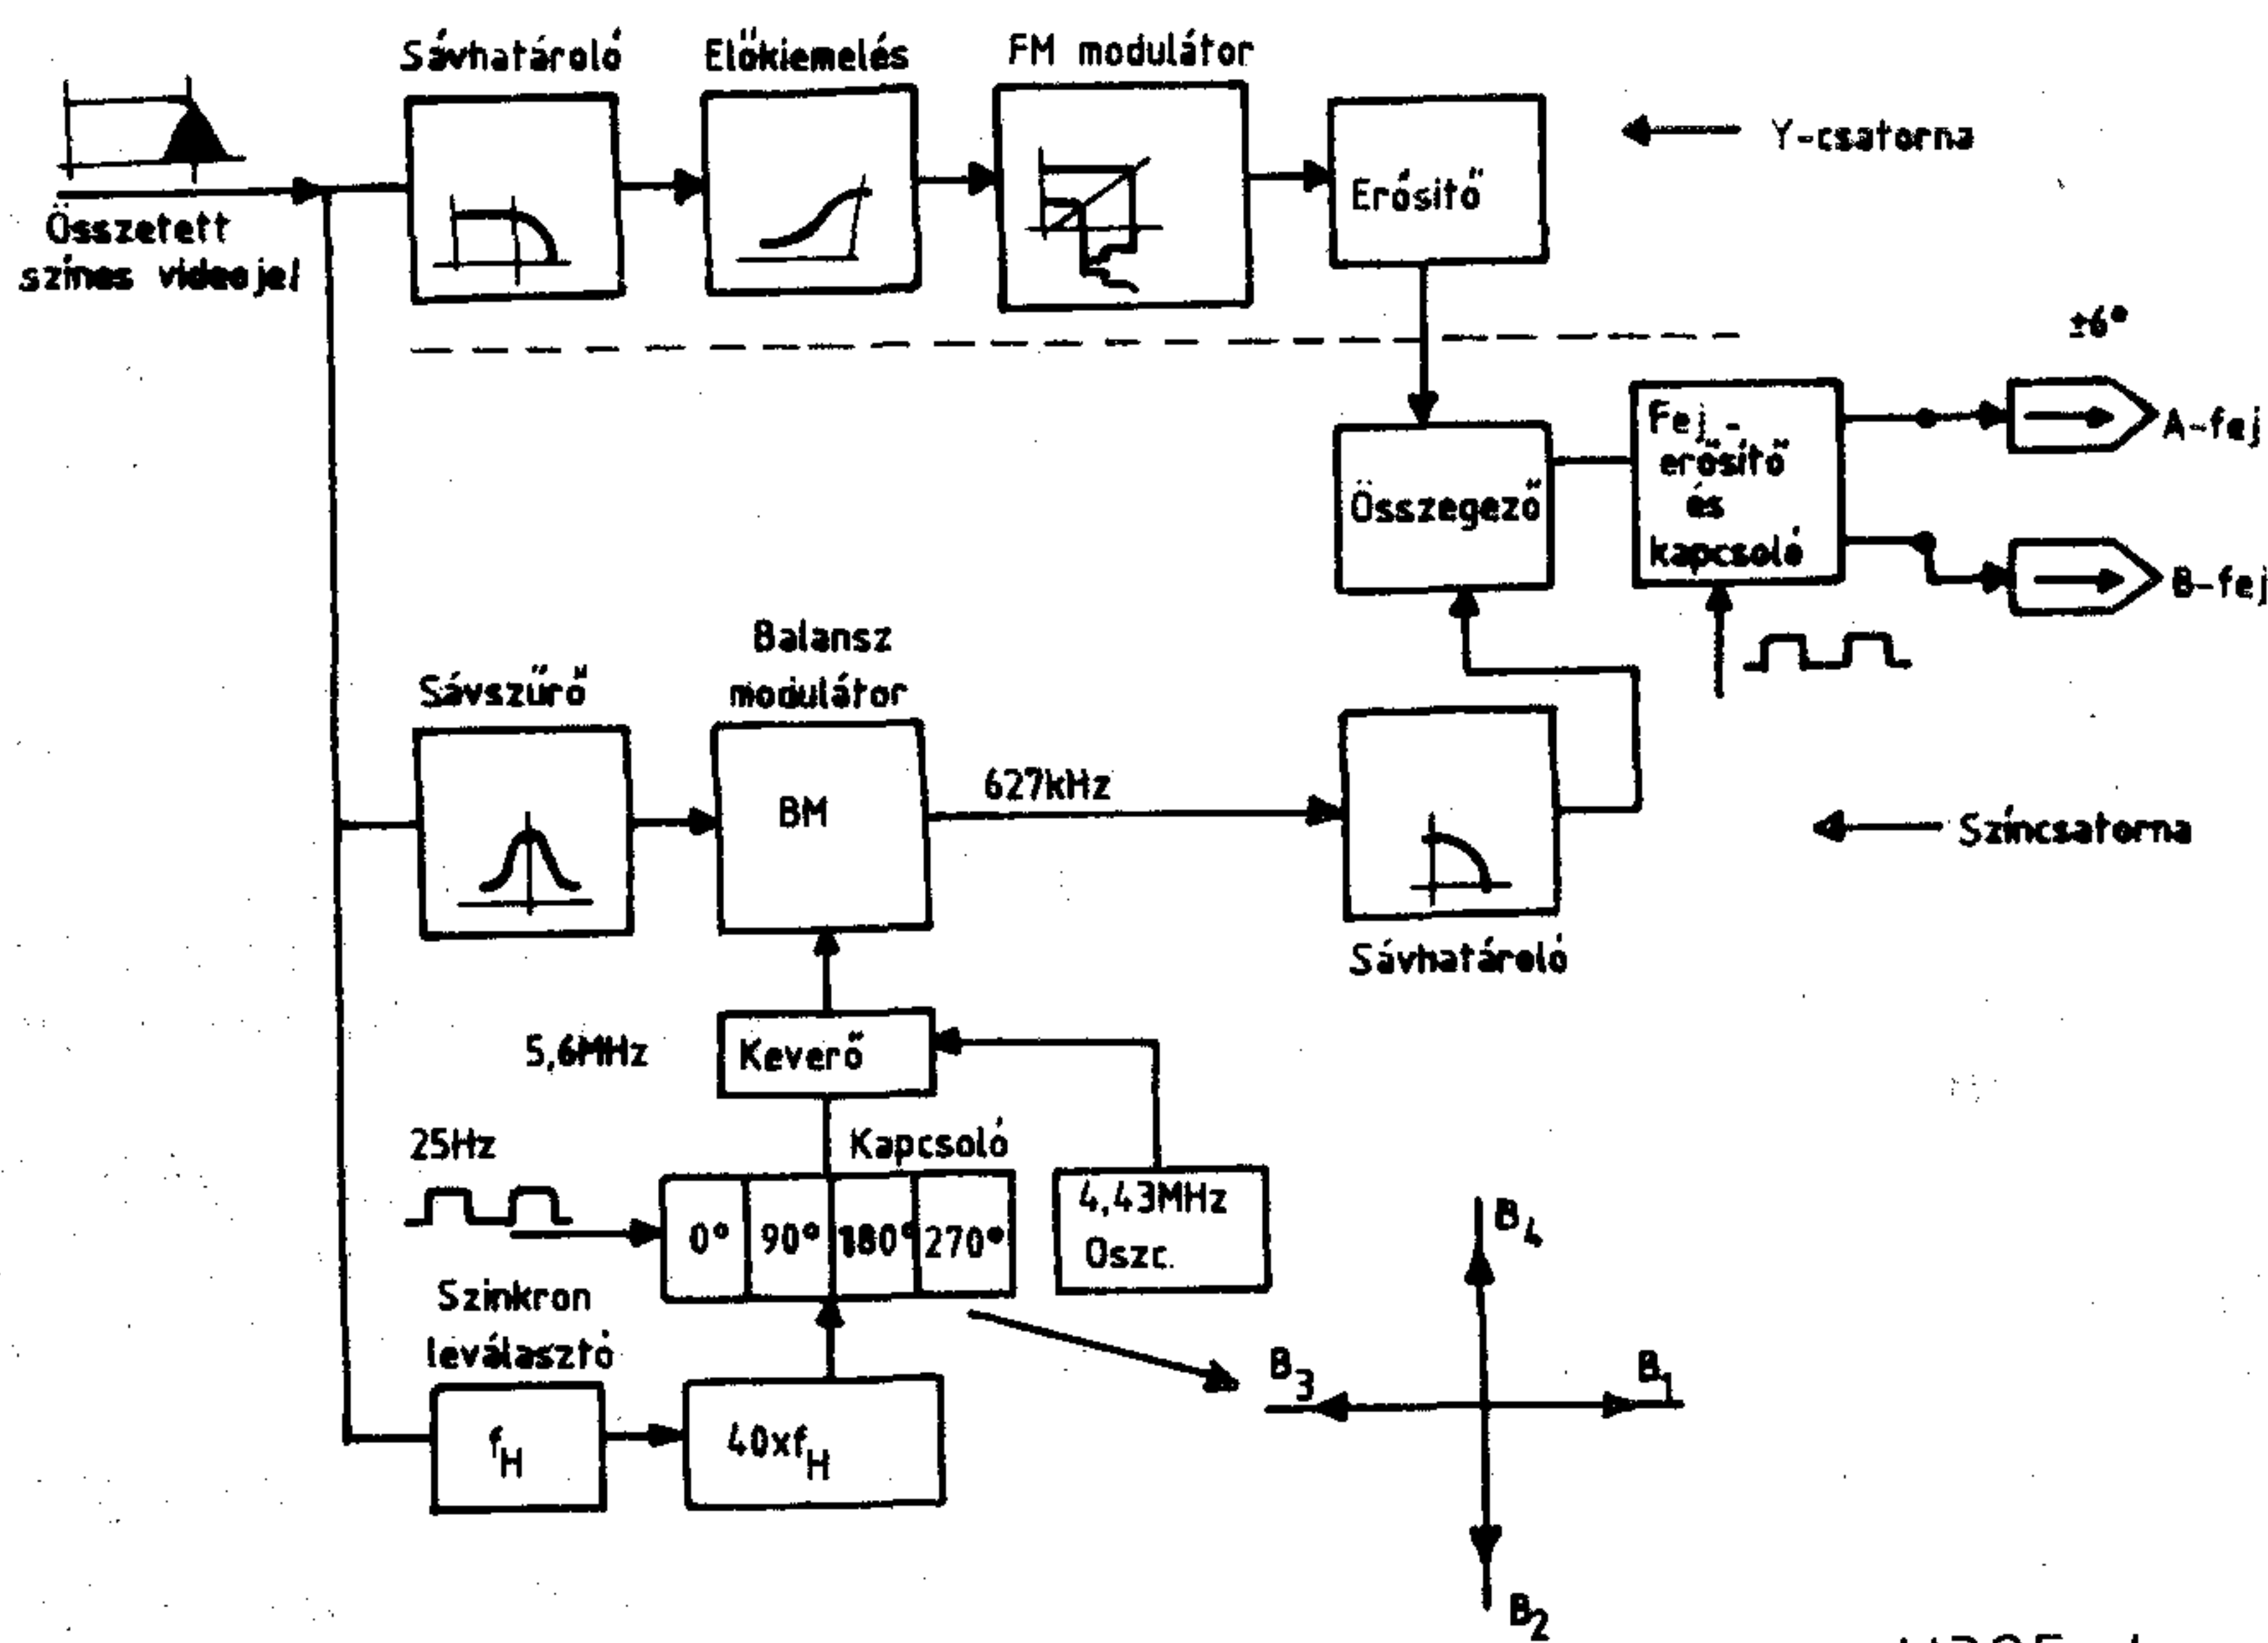 Sávhatároló
Előkiemelés
FM modulátor
Összetett
színes videojel
Erősitő
Y-csatorna
±6°
Fej-
erősítő
és
kapcsoló
A-fej
B-fej
Összegező
Sávszűrő
Balansz
modulátor
BM
627kHz
Sávhatároló
Színcsatorna
5,6MHz
Keverő
25Hz
Kapcsoló
0° 90° 180° 270°
4,43MHz
Oszc.
Szinkron
leválasztó
fH
40xfH
B4
B3
B1
B2